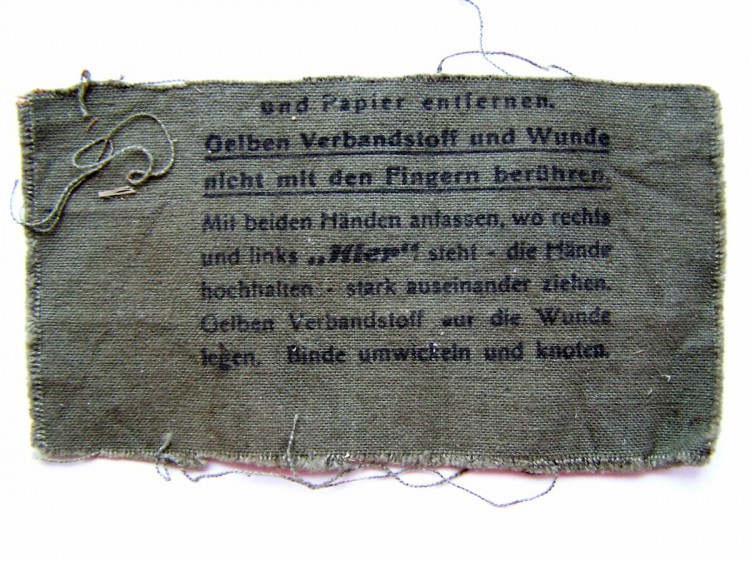 und Papier entfernen.
Gelben Verbandstoff und Wunde
nicht mit den Fingern berühren.
Mit beiden Händen anfassen, wo rechts
und links „Hier“ steht - die Hände
hochhalten - stark auseinander ziehen.
Gelben Verbandstoff auf die Wunde
legen. Binde umwickeln und knoten.